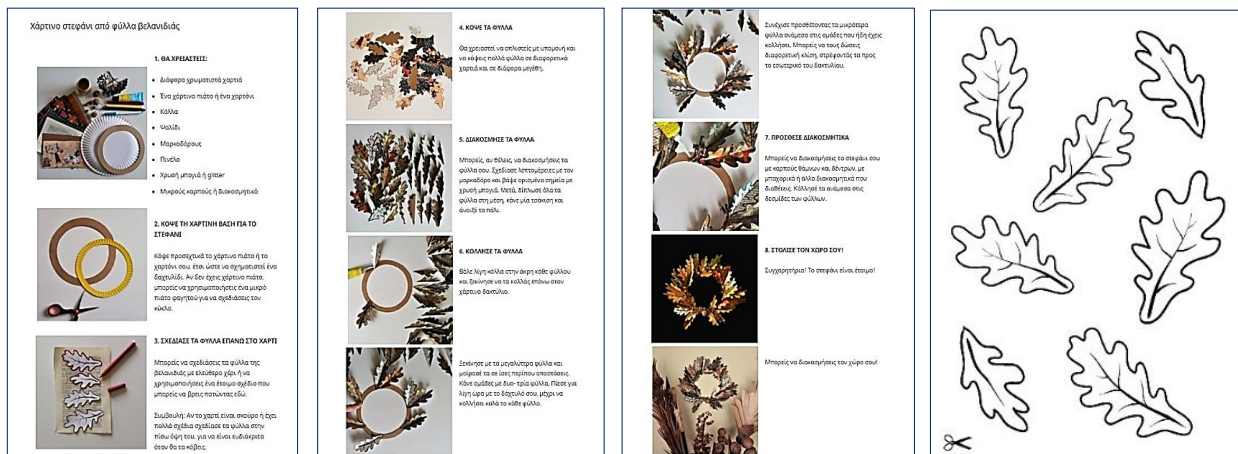 Χάρτινο στεφάνι από φύλλα βελανιδιάς
1. ΘΑ ΧΡΕΙΑΣΤΕΙΣ:
Διάφορα χρωματιστά χαρτιά
Ένα χάρτινο πιάτο ή ένα χαρτόνι
Κόλλα
Ψαλίδι
Μαρκαδόρους
Πινέλο
Χρυσή μπογιά ή glitter
Μικρούς καρπούς ή διακοσμητικά
2. ΚΟΨΕ ΤΗ ΧΑΡΤΙΝΗ ΒΑΣΗ ΓΙΑ ΤΟ
ΣΤΕΦΑΝΙ
Κόψε προσεχτικά το χάρτινο πιάτο ή το
χαρτόνι σου, έτσι ώστε να σχηματιστεί ένα
δαχτυλίδι. Αν δεν έχεις χάρτινο πιάτο,
μπορείς να χρησιμοποιήσεις ένα μικρό
πιάτο φαγητού για να σχεδιάσεις τον
κύκλο.
3. ΣΧΕΔΙΑΣΕ ΤΑ ΦΥΛΛΑ ΕΠΑΝΩ ΣΤΟ ΧΑΡΤΙ
Μπορείς να σχεδιάσεις τα φύλλα της
βελανιδιάς με ελεύθερο χέρι ή να
χρησιμοποιήσεις ένα έτοιμο σχέδιο που
μπορείς να βρεις πατώντας εδώ.
Συμβουλή: Αν το χαρτί είναι σκούρο ή έχει
πολλά σχέδια σχεδίασε τα φύλλα στην
πίσω όψη του, για να είναι ευδιάκριτα
όταν θα τα κόβεις.
4. ΚΟΨΕ ΤΑ ΦΥΛΛΑ
Θα χρειαστεί να οπλιστείς με υπομονή και
να κόψεις πολλά φύλλα σε διαφορετικά
χαρτιά και σε διάφορα μεγέθη.
5. ΔΙΑΚΟΣΜΗΣΕ ΤΑ ΦΥΛΛΑ
Μπορείς, αν θέλεις, να διακοσμήσεις τα
φύλλα σου. Σχεδίασε λεπτομέρειες με τον
μαρκαδόρο και βάψε ορισμένα σημεία με
χρυσή μπογιά. Μετά, δίπλωσε όλα τα
φύλλα στη μέση, κάνε μία τσάκιση και
άνοιξέ τα πάλι.
6. ΚΟΛΛΗΣΕ ΤΑ ΦΥΛΛΑ
Βάλε λίγη κόλλα στην άκρη κάθε φύλλου
και ξεκίνησε να τα κολλάς επάνω στον
χάρτινο δακτύλιο.
Ξεκίνησε με τα μεγαλύτερα φύλλα και
μοίρασέ τα σε ίσες περίπου αποστάσεις.
Κάνε ομάδες με δυο- τρία φύλλα. Πίεσε για
λίγη ώρα με το δάχτυλό σου, μέχρι να
κολλήσει καλά το κάθε φύλλο.
Συνέχισε προσθέτοντας τα μικρότερα
φύλλα ανάμεσα στις ομάδες που ήδη έχεις
κολλήσει. Μπορείς να τους δώσεις
διαφορετική κλίση, στρέφοντάς τα προς
το εσωτερικό του δακτυλίου.
7. ΠΡΟΣΘΕΣΕ ΔΙΑΚΟΣΜΗΤΙΚΑ
Μπορείς να διακοσμήσεις το στεφάνι σου
με καρπούς θάμνων και δέντρων, με
μπαχαρικά ή άλλα διακοσμητικά που
διαθέτεις. Κόλλησέ τα ανάμεσα στις
δεσμίδες των φύλλων.
8. ΣΤΟΛΙΣΕ ΤΟΝ ΧΩΡΟ ΣΟΥ!
Συγχαρητήρια! Το στεφάνι είναι έτοιμο!
Μπορείς να διακοσμήσεις τον χώρο σου!